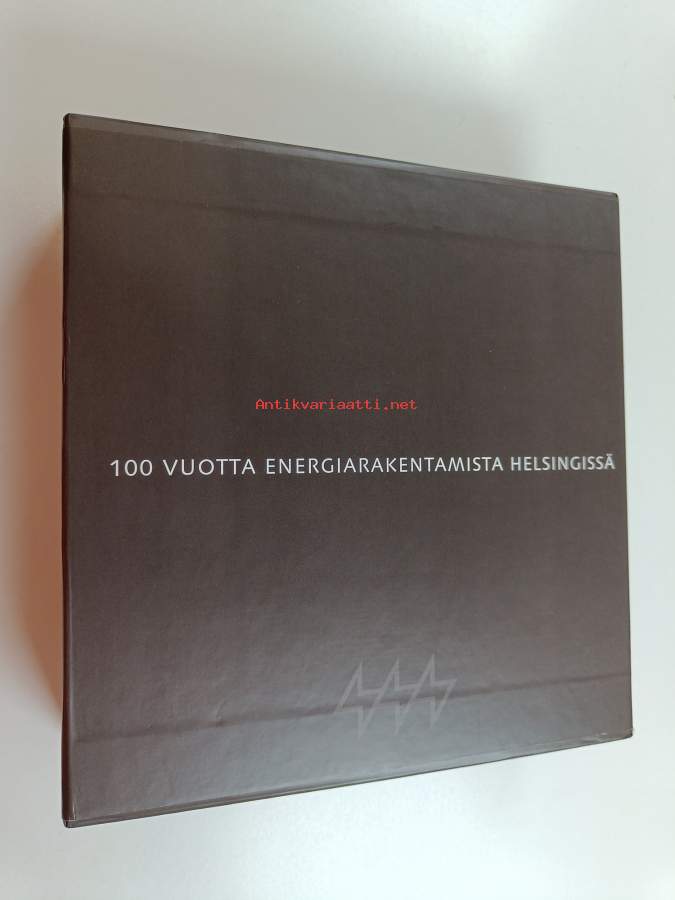 Antikvariaatti.net
100 VUOTTA ENERGIARAKENTAMISTA HELSINGISSÄ